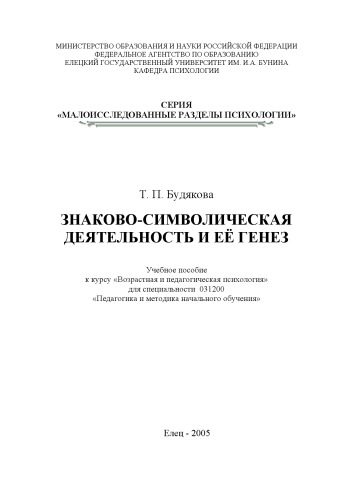 МИНИСТЕРСТВО ОБРАЗОВАНИЯ И НАУКИ РОССИЙСКОЙ ФЕДЕРАЦИИ
ФЕДЕРАЛЬНОЕ АГЕНТСТВО ПО ОБРАЗОВАНИЮ
ЕЛЕЦКИЙ ГОСУДАРСТВЕННЫЙ УНИВЕРСИТЕТ ИМ. И.А. БУНИНА
КАФЕДРА ПСИХОЛОГИИ
СЕРИЯ
«МАЛОИССЛЕДОВАННЫЕ РАЗДЕЛЫ ПСИХОЛОГИИ»
Т. П. Будякова
ЗНАКОВО-СИМВОЛИЧЕСКАЯ
ДЕЯТЕЛЬНОСТЬ И ЕЁ ГЕНЕЗ
Учебное пособие
к курсу «Возрастная и педагогическая психология»
для специальности 031200
«Педагогика и методика начального обучения»
Елец - 2005